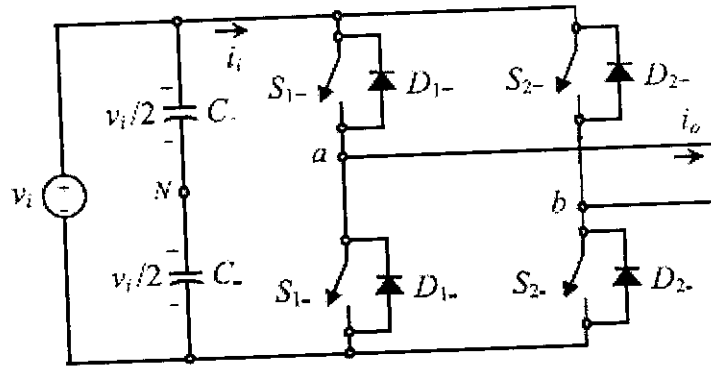 i_i
S_1- D_1-
S_2- D_2-
v_i/2 C-
i_o
a
v_i + −
N
b
v_i/2 C-
S_1- D_1-
S_2- D_2-